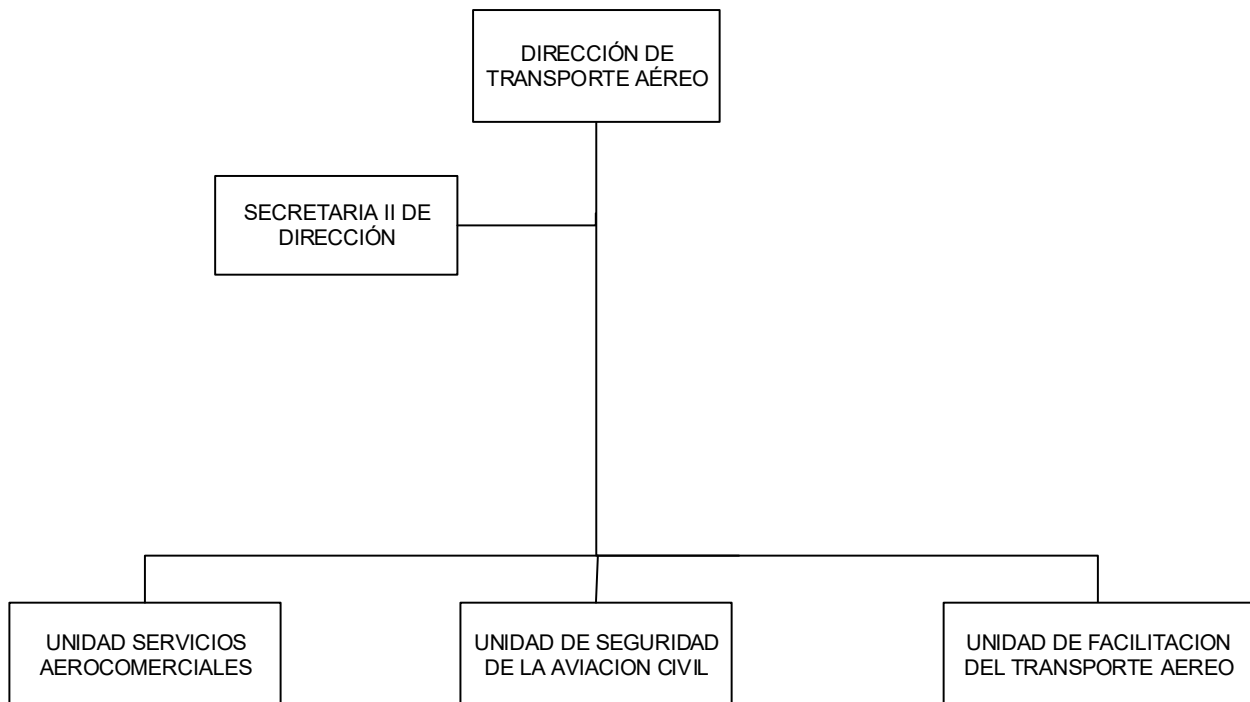 DIRECCIÓN DE
TRANSPORTE AÉREO
SECRETARIA II DE
DIRECCIÓN
UNIDAD SERVICIOS
AEROCOMERCIALES
UNIDAD DE SEGURIDAD
DE LA AVIACION CIVIL
UNIDAD DE FACILITACION
DEL TRANSPORTE AEREO